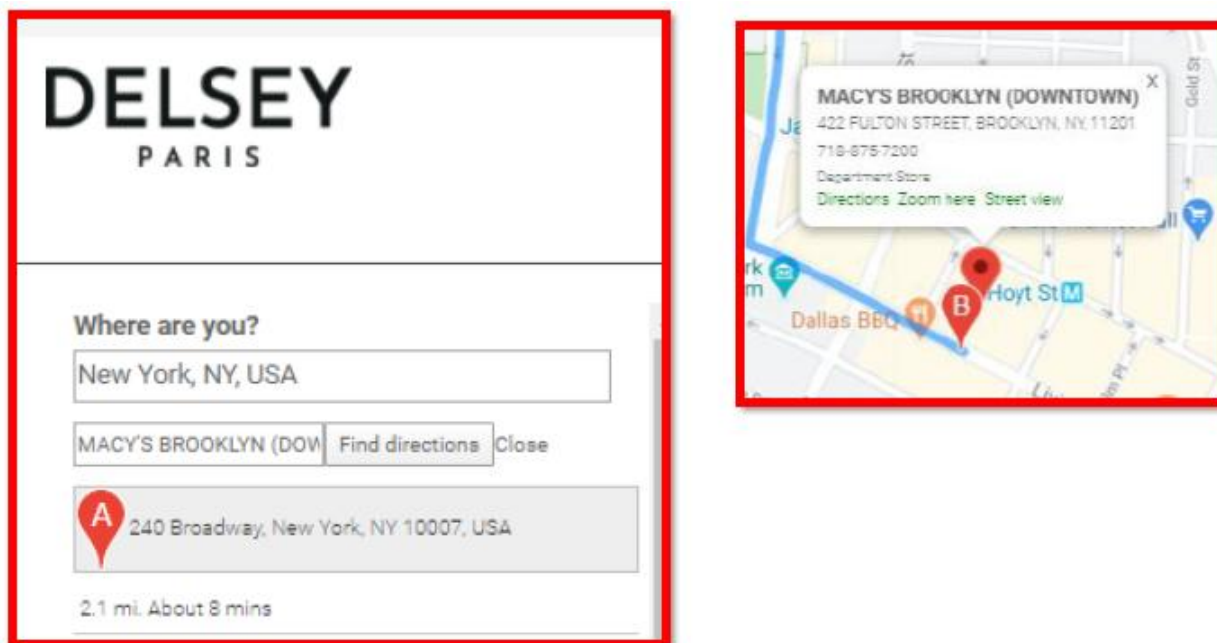 DELSEY
PARIS
Where are you?
New York, NY, USA
MACY'S BROOKLYN (DOW Find directions Close
A 240 Broadway, New York, NY 10007, USA
2.1 mi. About 8 mins
MACY'S BROOKLYN (DOWNTOWN) X
422 FULTON STREET, BROOKLYN, NY, 11201
718-875-7200
Department Store
Directions Zoom here Street view
Gold St
Hoyt St M
B
Dallas BBQ